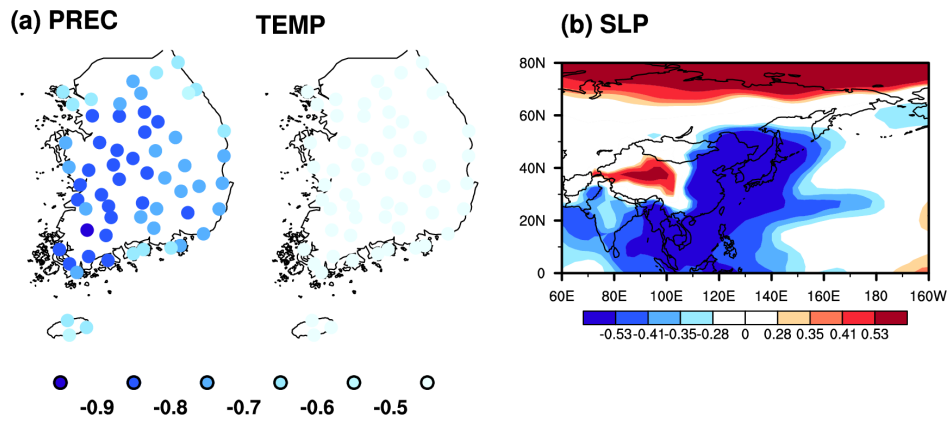 (a) PREC
TEMP
-0.9 -0.8 -0.7 -0.6 -0.5
(b) SLP
80N
60N
40N
20N
0
60E 80E 100E 120E 140E 160E 180 160W
-0.53 -0.41 -0.35 -0.28 0 0.28 0.35 0.41 0.53